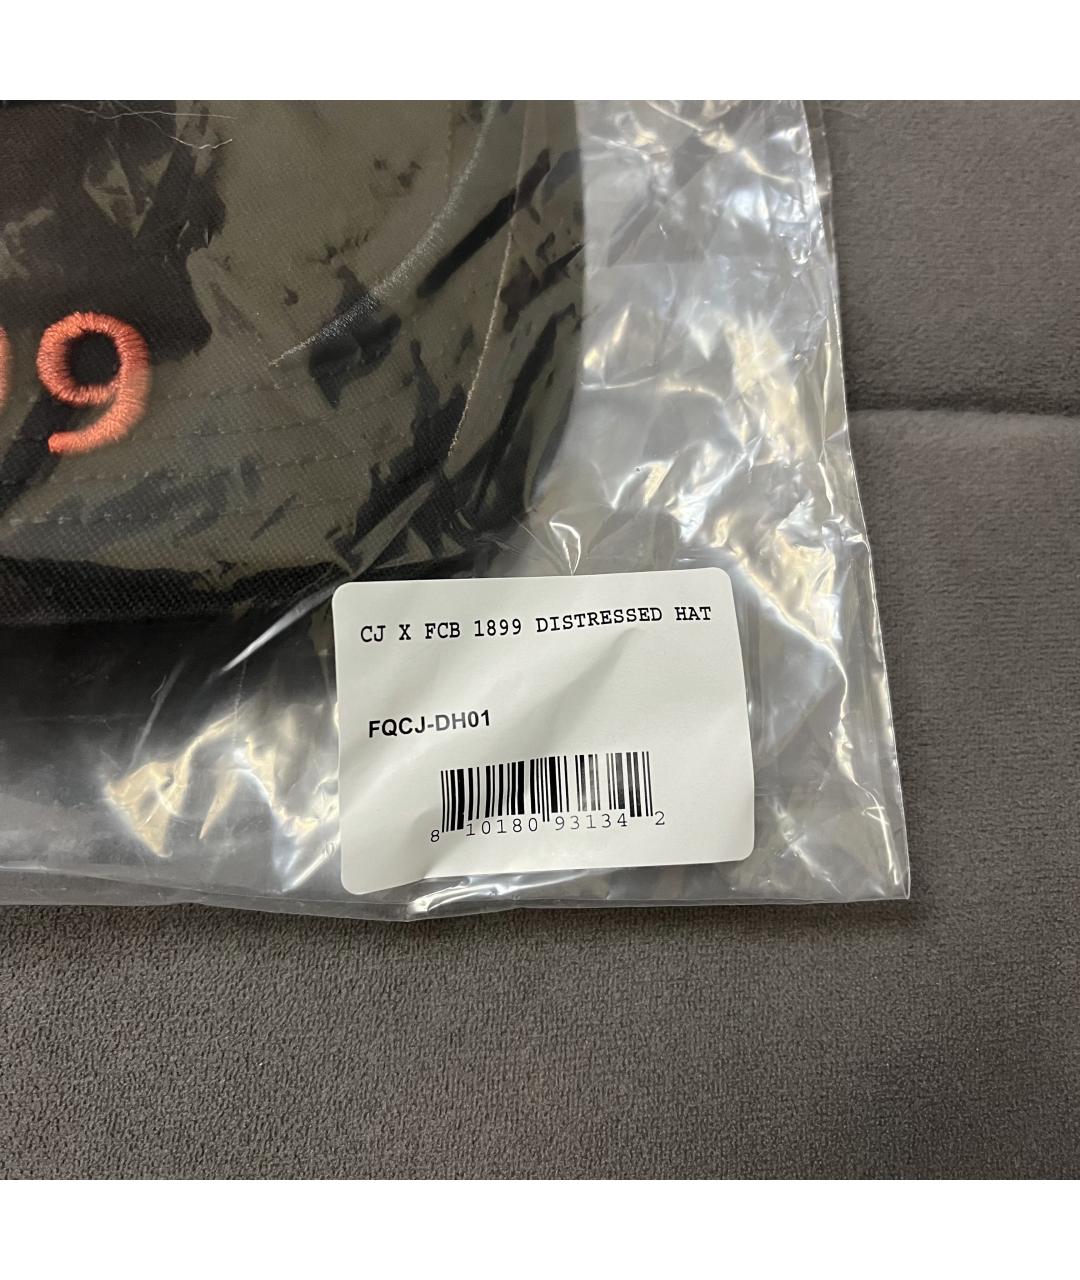 99
CJ X FCB 1899 DISTRESSED HAT
FQCJ-DH01
8 10180 93134 2